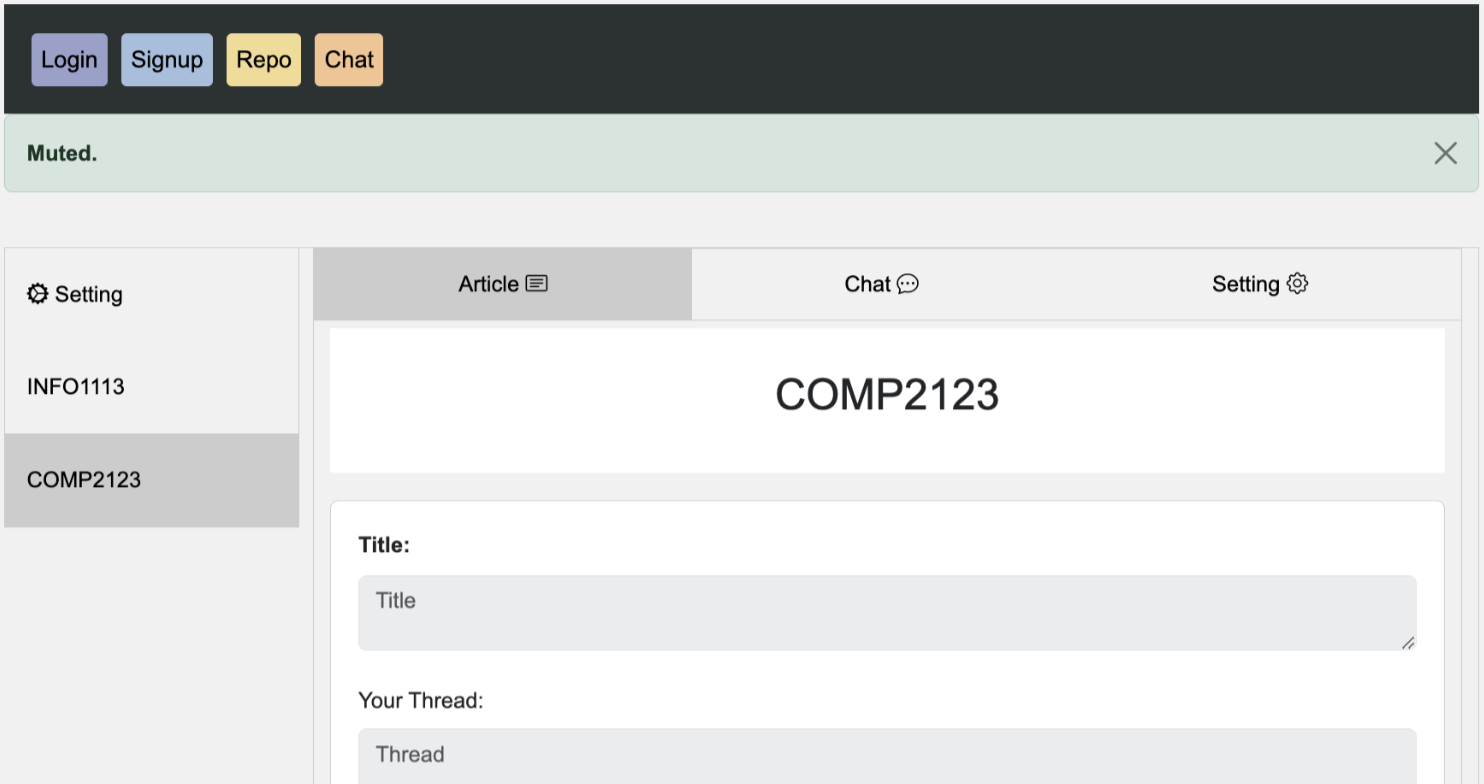 Login Signup Repo Chat
Muted.
Setting
INFO1113
COMP2123
Article Chat Setting
COMP2123
Title:
Title
Your Thread:
Thread